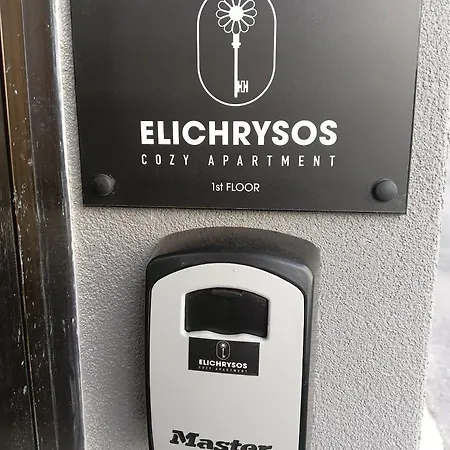 ELICHRYSOS
COZY APARTMENT
1st FLOOR
ELICHRYSOS
COZY APARTMENT
Master